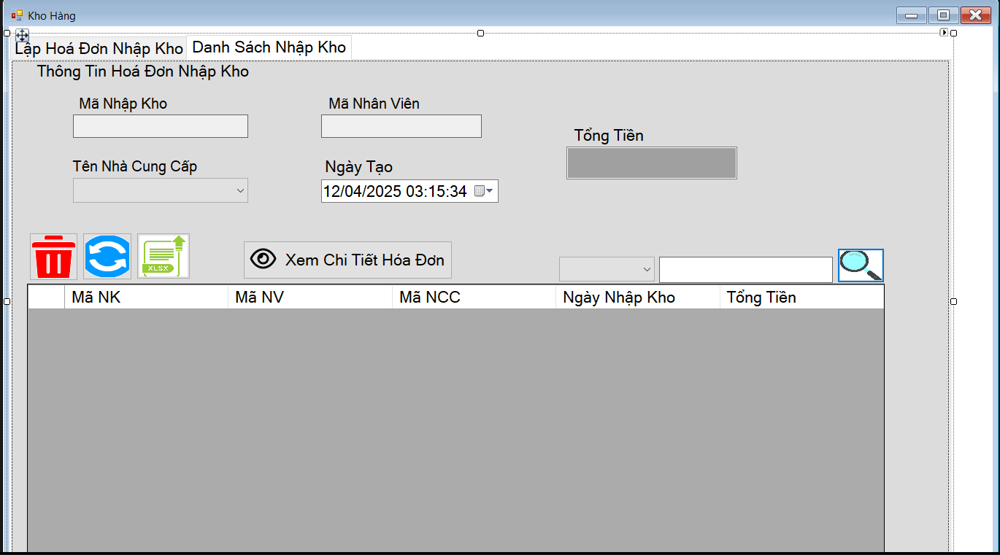 Kho Hàng
Lập Hoá Đơn Nhập Kho Danh Sách Nhập Kho
Thông Tin Hoá Đơn Nhập Kho
Mã Nhập Kho Mã Nhân Viên
Tổng Tiền
Tên Nhà Cung Cấp Ngày Tạo
12/04/2025 03:15:34
XLSX
Xem Chi Tiết Hóa Đơn
Mã NK Mã NV Mã NCC Ngày Nhập Kho Tổng Tiền